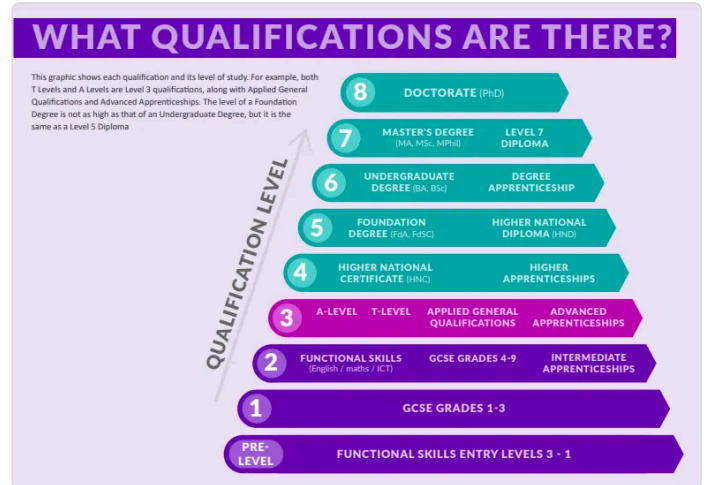 WHAT QUALIFICATIONS ARE THERE?
This graphic shows each qualification and its level of study. For example, both
T Levels and A Levels are Level 3 qualifications, along with Applied General
Qualifications and Advanced Apprenticeships. The level of a Foundation
Degree is not as high as that of an Undergraduate Degree, but it is the
same as a Level 5 Diploma
QUALIFICATION LEVEL
8 DOCTORATE (PhD)
7 MASTER'S DEGREE LEVEL 7
(MA, MSc, MPhil) DIPLOMA
6 UNDERGRADUATE DEGREE
DEGREE (BA, BSc) APPRENTICESHIP
5 FOUNDATION HIGHER NATIONAL
DEGREE (FdA, FdSC) DIPLOMA (HND)
4 HIGHER NATIONAL HIGHER
CERTIFICATE (HNC) APPRENTICESHIPS
3 A-LEVEL T-LEVEL APPLIED GENERAL ADVANCED
QUALIFICATIONS APPRENTICESHIPS
2 FUNCTIONAL SKILLS GCSE GRADES 4-9 INTERMEDIATE
(English / maths / ICT) APPRENTICESHIPS
1 GCSE GRADES 1-3
PRE-
LEVEL FUNCTIONAL SKILLS ENTRY LEVELS 3 - 1